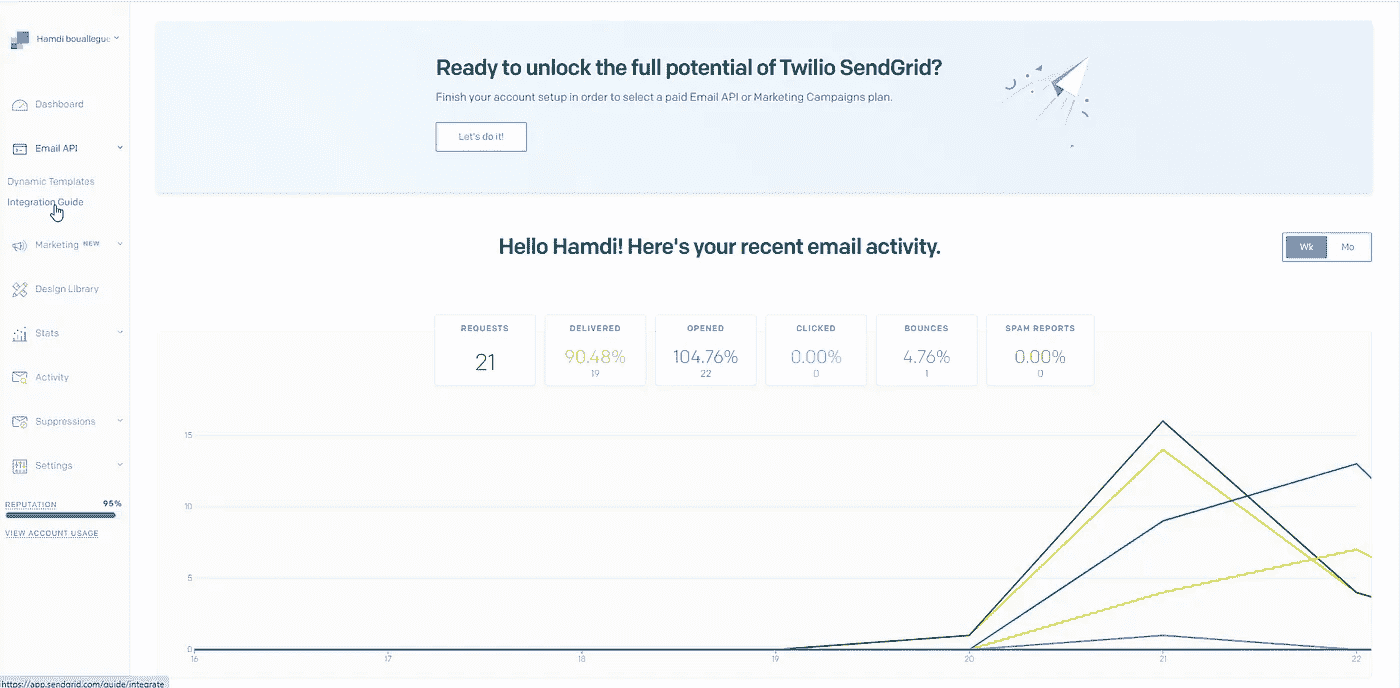 Hamdi bouallegue
Dashboard
Email API
Dynamic Templates
Integration Guide
Marketing NEW
Design Library
Stats
Activity
Suppressions
Settings
REPUTATION 95%
VIEW ACCOUNT USAGE
https://app.sendgrid.com/guide/integrate
Ready to unlock the full potential of Twilio SendGrid?
Finish your account setup in order to select a paid Email API or Marketing Campaigns plan.
Let's do it!
Hello Hamdi! Here's your recent email activity.
Wk Mo
REQUESTS DELIVERED OPENED CLICKED BOUNCES SPAM REPORTS
21 90.48% 104.76% 0.00% 4.76% 0.00%
19 22 0 1 0
15
10
5
0
16 17 18 19 20 21 22